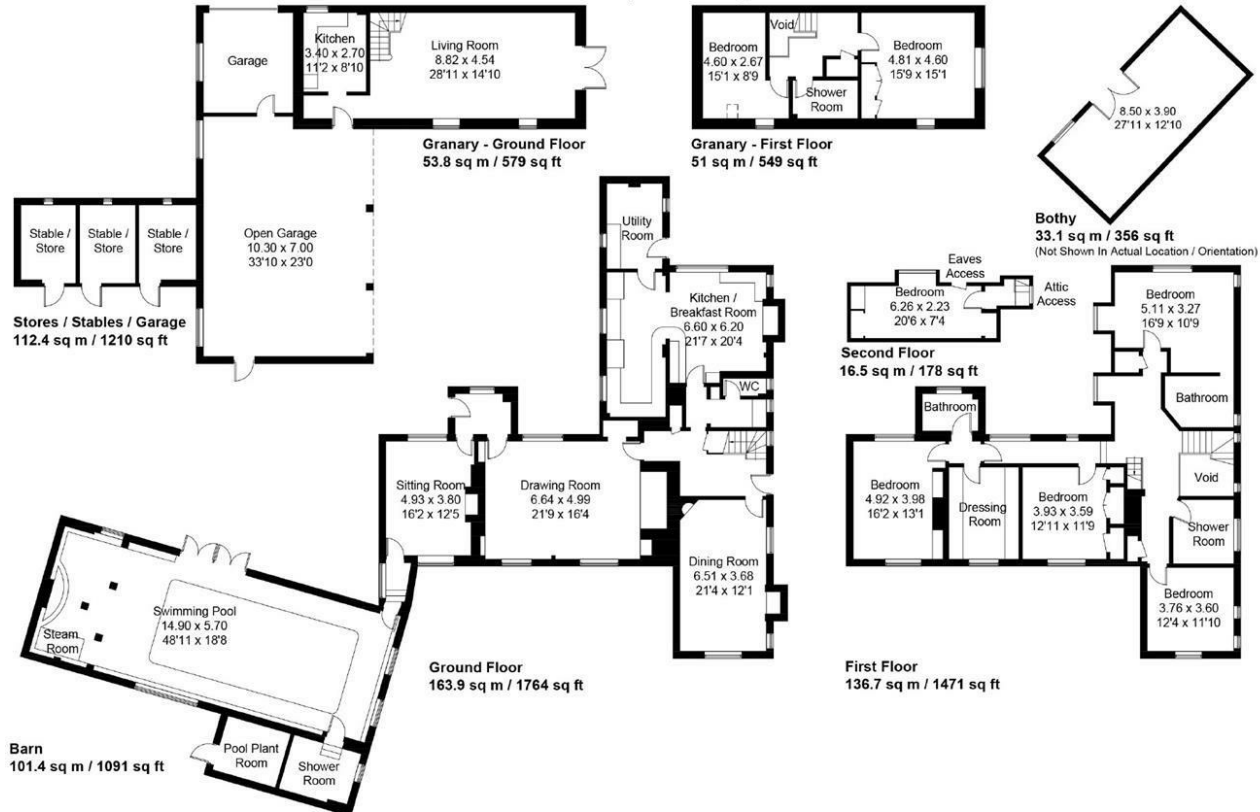 Garage
Kitchen
3.40 x 2.70
11'2 x 8'10
Living Room
8.82 x 4.54
28'11 x 14'10
Granary - Ground Floor
53.8 sq m / 579 sq ft
Void
Bedroom
4.60 x 2.67
15'1 x 8'9
Bedroom
4.81 x 4.60
15'9 x 15'1
Shower
Room
Granary - First Floor
51 sq m / 549 sq ft
8.50 x 3.90
27'11 x 12'10
Bothy
33.1 sq m / 356 sq ft
(Not Shown In Actual Location / Orientation)
Stable /
Store
Stable /
Store
Stable /
Store
Open Garage
10.30 x 7.00
33'10 x 23'0
Stores / Stables / Garage
112.4 sq m / 1210 sq ft
Utility
Room
Kitchen /
Breakfast Room
6.60 x 6.20
21'7 x 20'4
WC
Sitting Room
4.93 x 3.80
16'2 x 12'5
Drawing Room
6.64 x 4.99
21'9 x 16'4
Dining Room
6.51 x 3.68
21'4 x 12'1
Ground Floor
163.9 sq m / 1764 sq ft
Eaves
Access
Attic
Access
Bedroom
6.26 x 2.23
20'6 x 7'4
Second Floor
16.5 sq m / 178 sq ft
Bedroom
5.11 x 3.27
16'9 x 10'9
Bathroom
Bathroom
Void
Bedroom
4.92 x 3.98
16'2 x 13'1
Dressing
Room
Bedroom
3.93 x 3.59
12'11 x 11'9
Shower
Room
Bedroom
3.76 x 3.60
12'4 x 11'10
First Floor
136.7 sq m / 1471 sq ft
Swimming Pool
14.90 x 5.70
48'11 x 18'8
Steam
Room
Pool Plant
Room
Shower
Room
Barn
101.4 sq m / 1091 sq ft